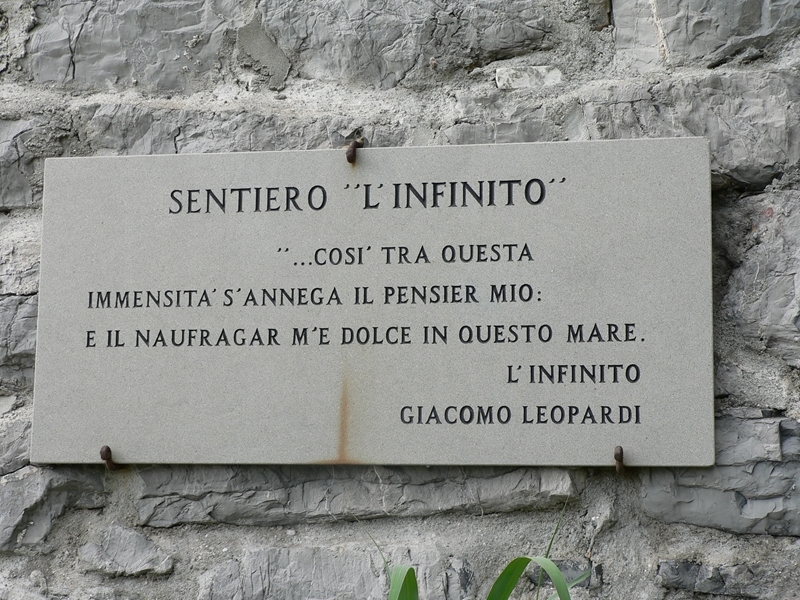 SENTIERO ''L'INFINITO''
''...COSI' TRA QUESTA
IMMENSITA' S'ANNEGA IL PENSIER MIO:
E IL NAUFRAGAR M'E DOLCE IN QUESTO MARE.
L'INFINITO
GIACOMO LEOPARDI